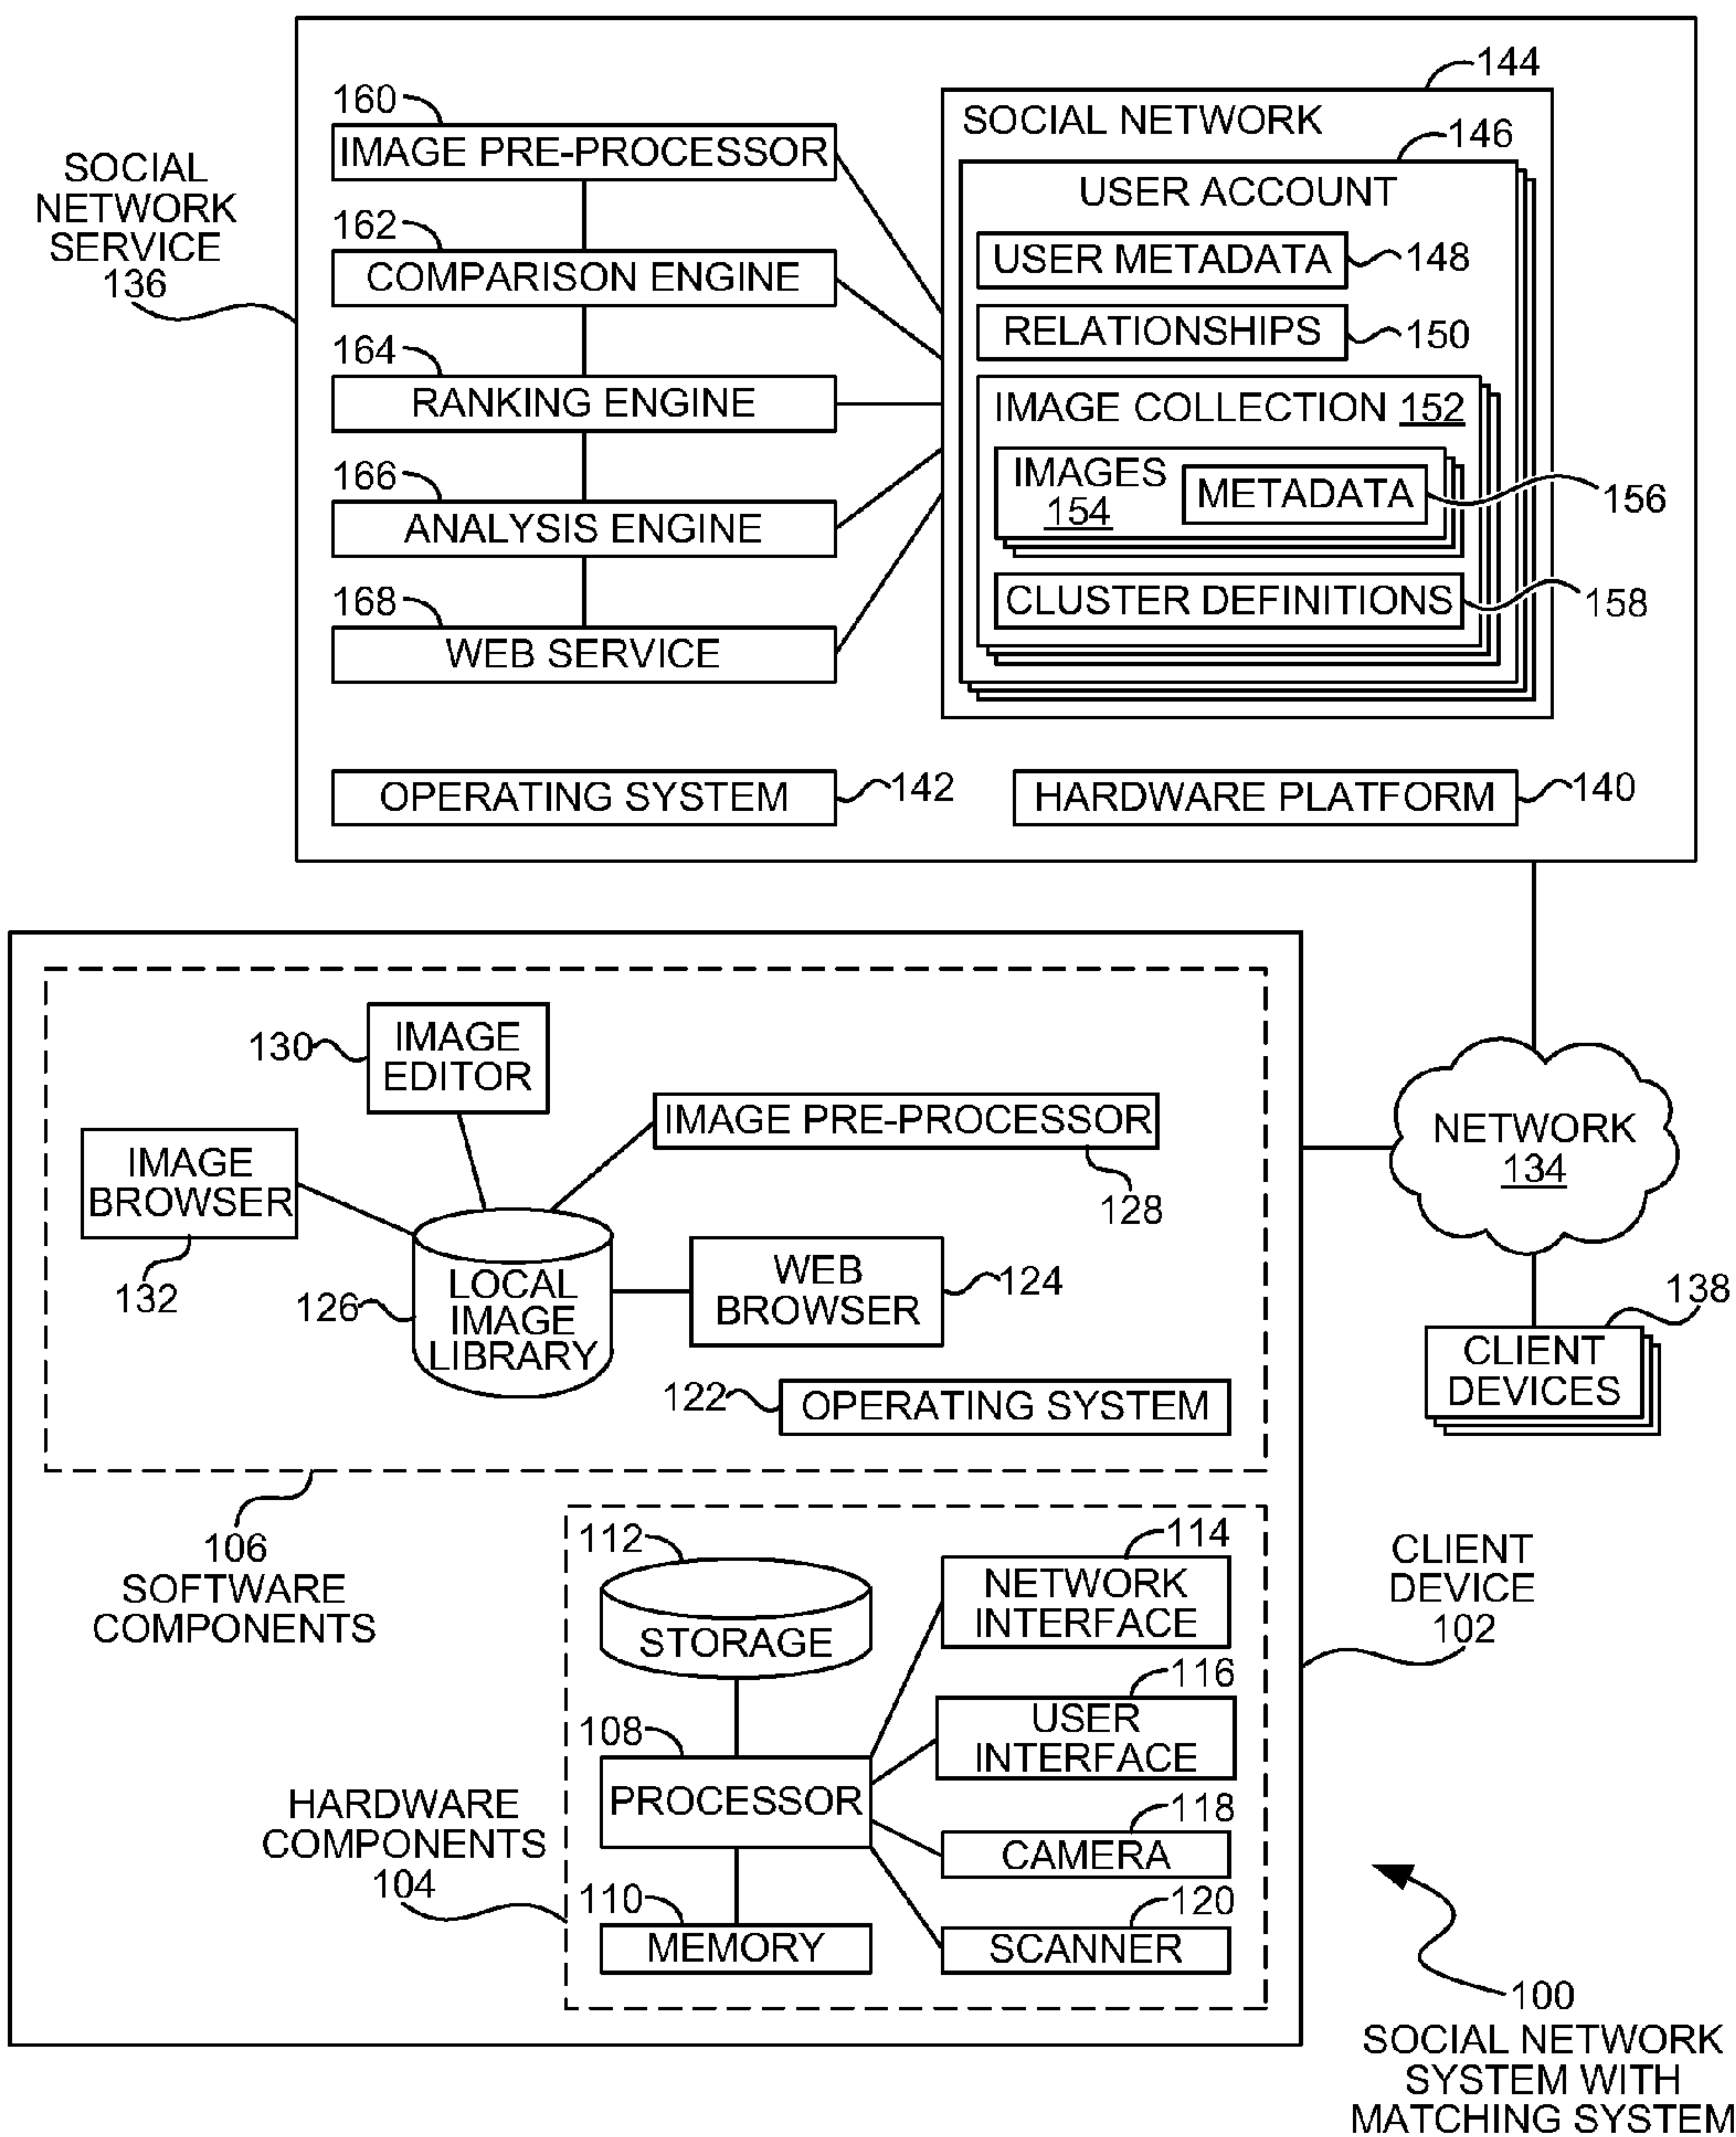 144
SOCIAL NETWORK
146
USER ACCOUNT
USER METADATA
148
RELATIONSHIPS
150
IMAGE COLLECTION 152
IMAGES
154
METADATA
156
CLUSTER DEFINITIONS
158
160
IMAGE PRE-PROCESSOR
162
COMPARISON ENGINE
164
RANKING ENGINE
166
ANALYSIS ENGINE
168
WEB SERVICE
SOCIAL
NETWORK
SERVICE
136
OPERATING SYSTEM
142
HARDWARE PLATFORM
140
130
IMAGE
EDITOR
IMAGE PRE-PROCESSOR
128
IMAGE
BROWSER
132
126
LOCAL
IMAGE
LIBRARY
WEB
BROWSER
124
122
OPERATING SYSTEM
NETWORK
134
138
CLIENT
DEVICES
106
SOFTWARE
COMPONENTS
112
STORAGE
114
NETWORK
INTERFACE
116
USER
INTERFACE
108
PROCESSOR
118
CAMERA
110
MEMORY
120
SCANNER
HARDWARE
COMPONENTS
104
CLIENT
DEVICE
102
100
SOCIAL NETWORK
SYSTEM WITH
MATCHING SYSTEM